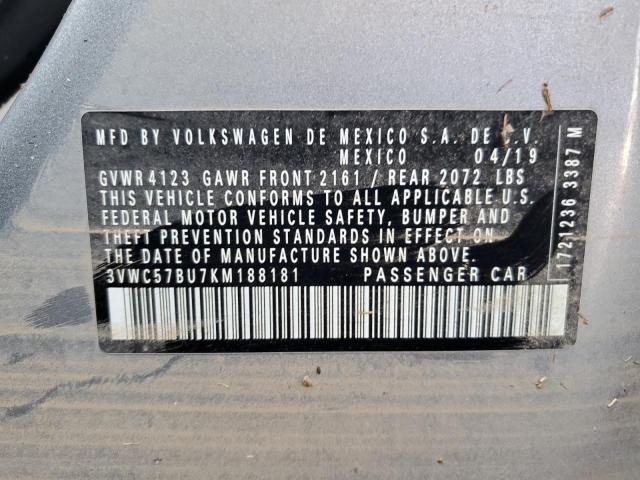 MFD BY VOLKSWAGEN DE MEXICO S.A. DE C.V.
MEXICO 04/19
GVWR 4123 GAWR FRONT 2161 / REAR 2072 LBS
THIS VEHICLE CONFORMS TO ALL APPLICABLE U.S.
FEDERAL MOTOR VEHICLE SAFETY, BUMPER AND
THEFT PREVENTION STANDARDS IN EFFECT ON
THE DATE OF MANUFACTURE SHOWN ABOVE.
3VWC57BU7KM188181 PASSENGER CAR
1721236 3387 M